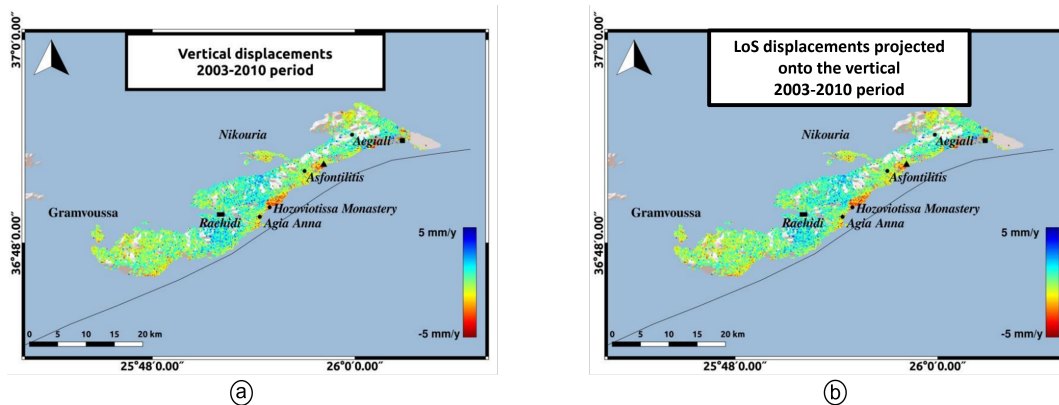 Vertical displacements
2003-2010 period
37°0'0.00"
36°48'0.00"
Nikouria
Aegiali
Asfontilitis
Gramvoussa
Hozoviotissa Monastery
Rachidi
Agia Anna
5 mm/y
-5 mm/y
0 5 10 15 20 km
25°48'0.00"
26°0'0.00"
a
LoS displacements projected
onto the vertical
2003-2010 period
37°0'0.00"
36°48'0.00"
Nikouria
Aegiali
Asfontilitis
Gramvoussa
Hozoviotissa Monastery
Rachidi
Agia Anna
5 mm/y
-5 mm/y
0 5 10 15 20 km
25°48'0.00"
26°0'0.00"
b